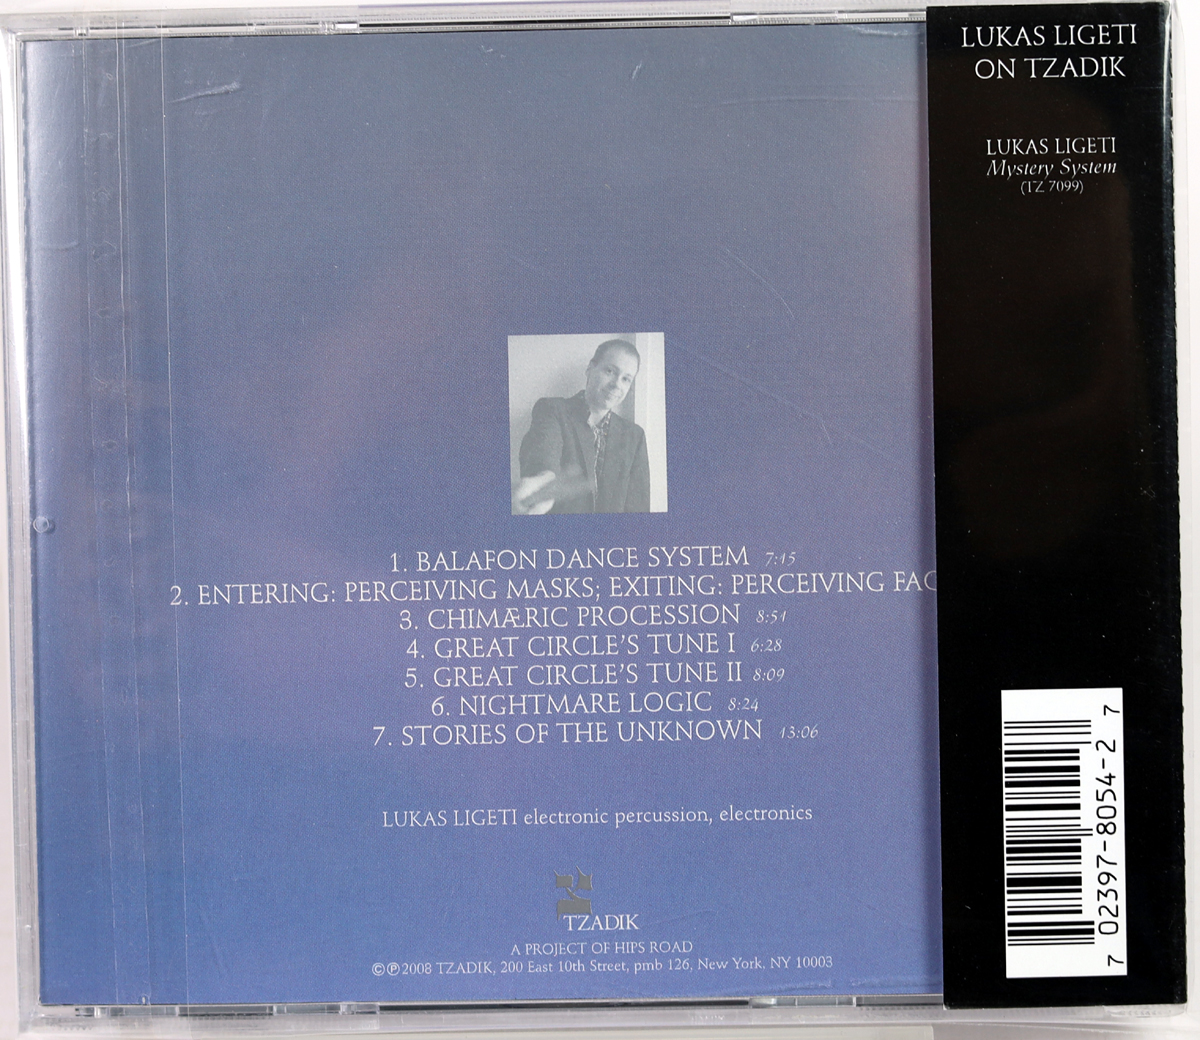 LUKAS LIGETI
ON TZADIK
LUKAS LIGETI
Mystery System
(TZ 7099)
1. BALAFON DANCE SYSTEM 7:15
2. ENTERING: PERCEIVING MASKS; EXITING: PERCEIVING FAC
3. CHIMÆRIC PROCESSION 8:51
4. GREAT CIRCLE'S TUNE I 6:28
5. GREAT CIRCLE'S TUNE II 8:09
6. NIGHTMARE LOGIC 8:24
7. STORIES OF THE UNKNOWN 13:06
LUKAS LIGETI electronic percussion, electronics
TZADIK
A PROJECT OF HIPS ROAD
©℗2008 TZADIK, 200 East 10th Street, pmb 126, New York, NY 10003
7 02397-8054-2 7